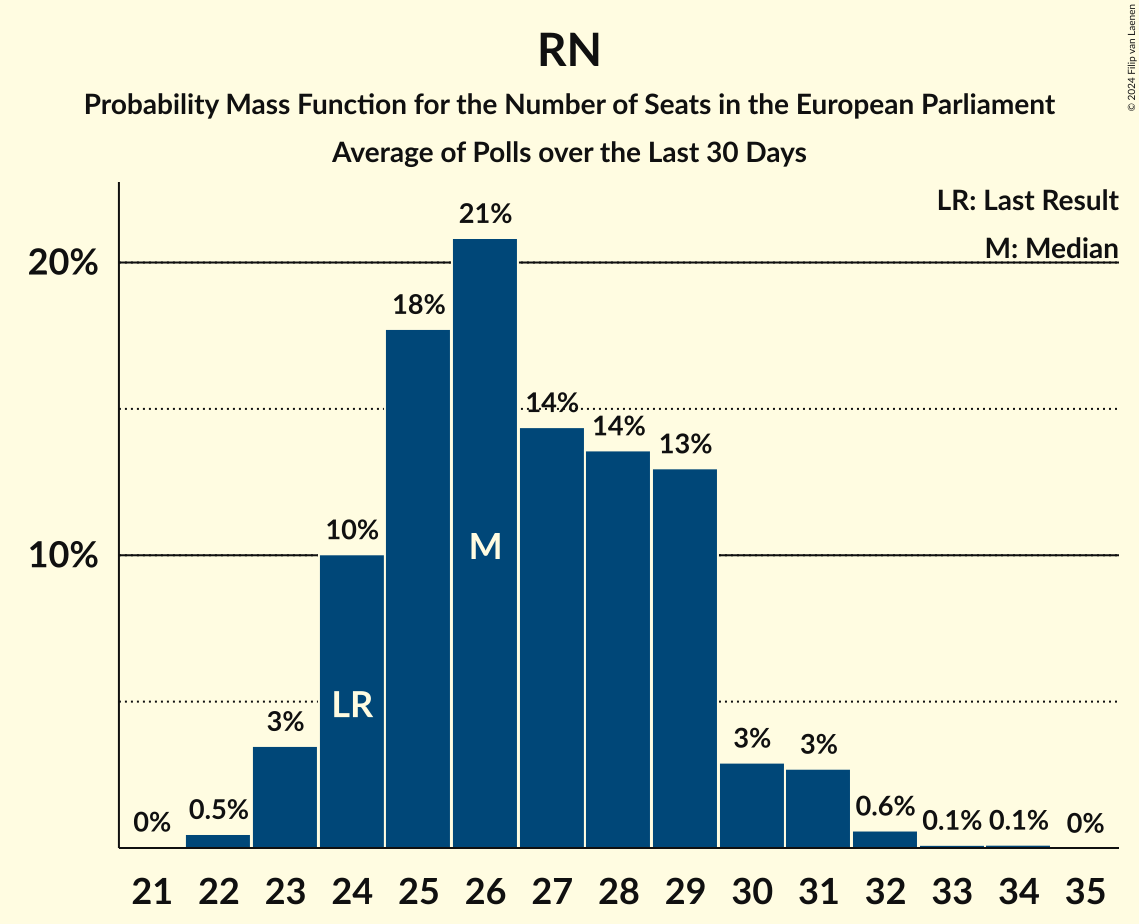 RN
Probability Mass Function for the Number of Seats in the European Parliament
Average of Polls over the Last 30 Days
© 2024 Filip van Laenen
LR: Last Result
M: Median
20%
10%
0%
0.5%
3%
10%
18%
21%
14%
14%
13%
3%
3%
0.6%
0.1%
0.1%
0%
LR
M
21 22 23 24 25 26 27 28 29 30 31 32 33 34 35